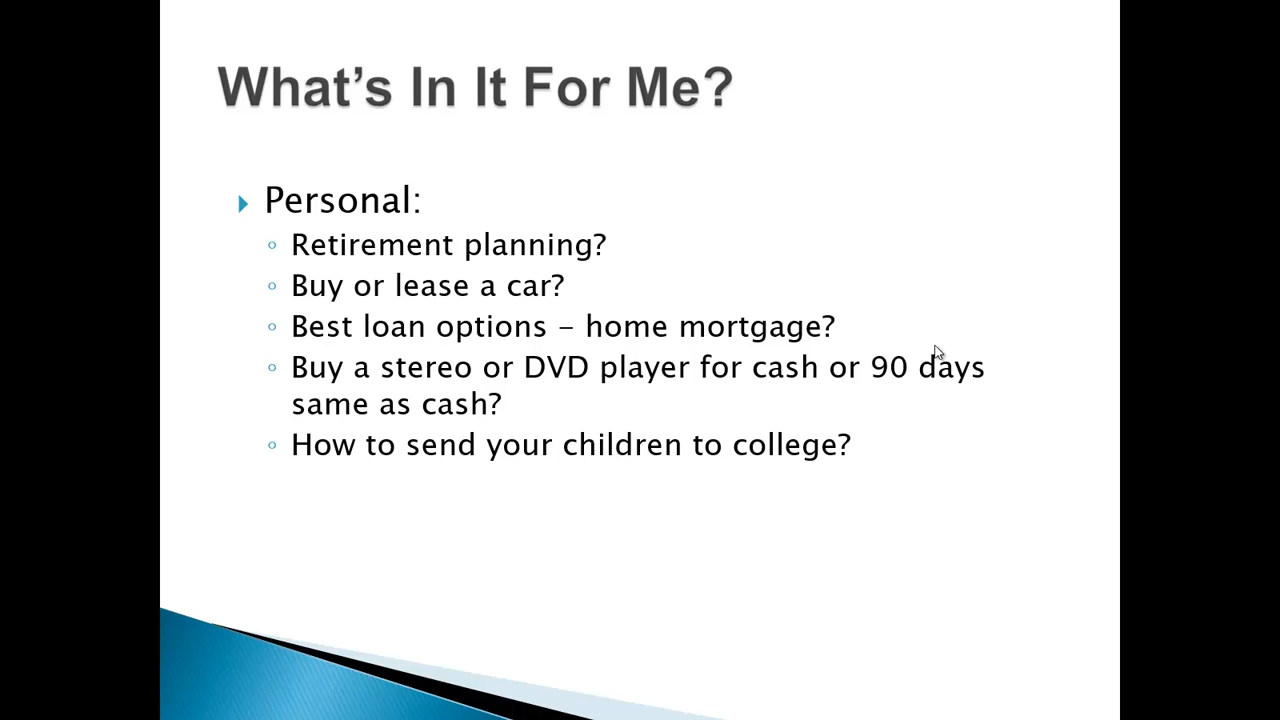 What’s In It For Me?
Personal:
Retirement planning?
Buy or lease a car?
Best loan options – home mortgage?
Buy a stereo or DVD player for cash or 90 days
same as cash?
How to send your children to college?